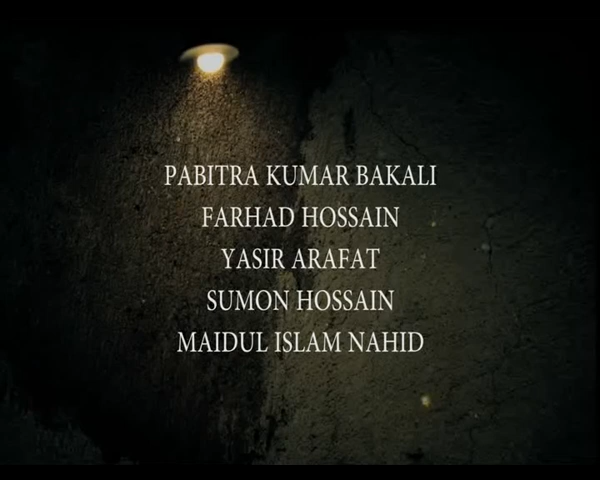 PABITRA KUMAR BAKALI
FARHAD HOSSAIN
YASIR ARAFAT
SUMON HOSSAIN
MAIDUL ISLAM NAHID